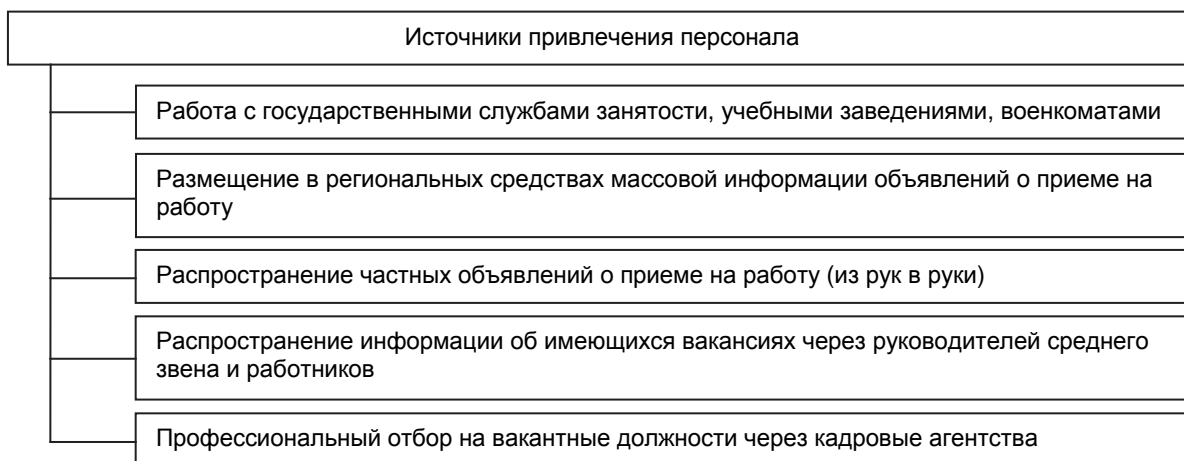 Источники привлечения персонала
Работа с государственными службами занятости, учебными заведениями, военкоматами
Размещение в региональных средствах массовой информации объявлений о приеме на
работу
Распространение частных объявлений о приеме на работу (из рук в руки)
Распространение информации об имеющихся вакансиях через руководителей среднего
звена и работников
Профессиональный отбор на вакантные должности через кадровые агентства